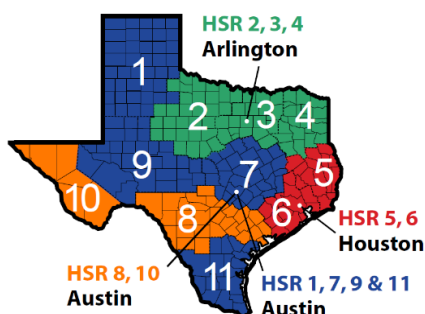 HSR 2, 3, 4
Arlington
1
2
3
4
9
7
5
10
8
6
HSR 5, 6
Houston
11
HSR 8, 10
Austin
HSR 1, 7, 9 & 11
Austin